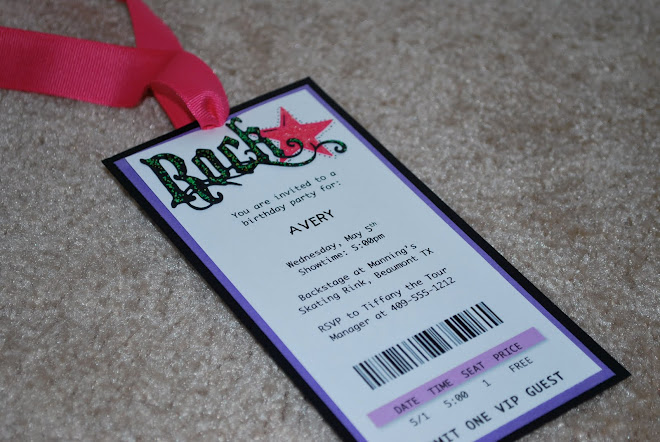 Rock
You are invited to a
birthday party for:
AVERY
Wednesday, May 5th
Showtime: 5:00pm
Backstage at Manning's
Skating Rink, Beaumont TX
RSVP to Tiffany the Tour
Manager at 409-555-1212
DATE TIME SEAT PRICE
5/1 5:00 1 FREE
MIT ONE VIP GUEST